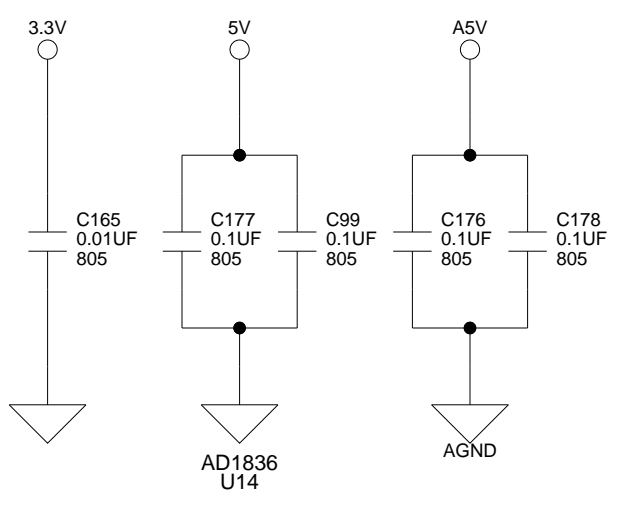 3.3V
5V
A5V
C165
0.01UF
805
C177
0.1UF
805
C99
0.1UF
805
C176
0.1UF
805
C178
0.1UF
805
AGND
AD1836
U14